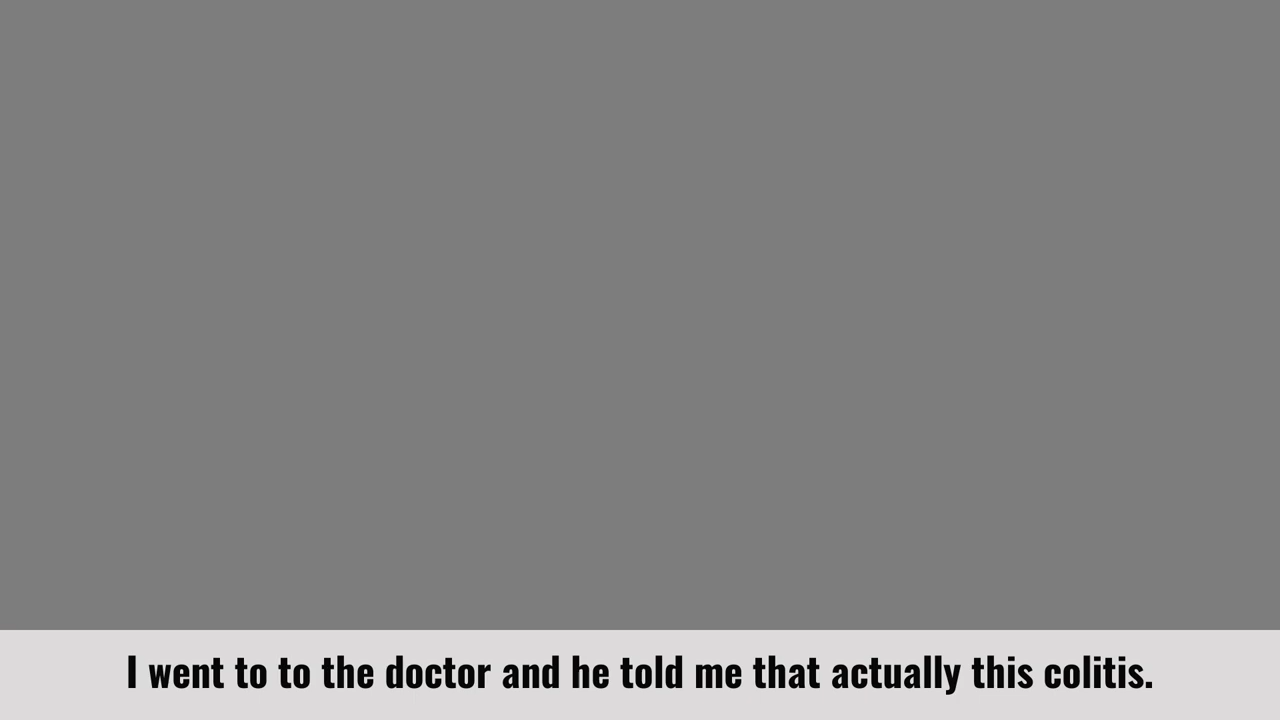 I went to to the doctor and he told me that actually this colitis.